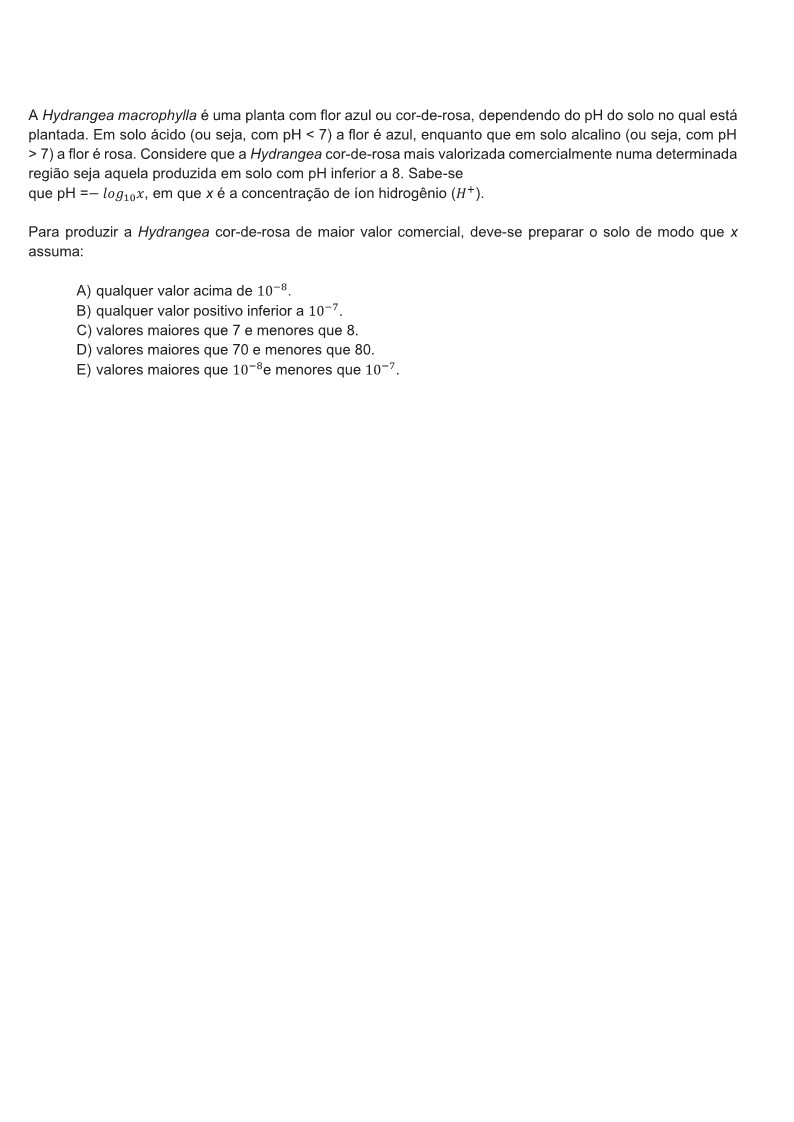 A Hydrangea macrophylla é uma planta com flor azul ou cor-de-rosa, dependendo do pH do solo no qual está
plantada. Em solo ácido (ou seja, com pH < 7) a flor é azul, enquanto que em solo alcalino (ou seja, com pH
> 7) a flor é rosa. Considere que a Hydrangea cor-de-rosa mais valorizada comercialmente numa determinada
região seja aquela produzida em solo com pH inferior a 8. Sabe-se
que pH =− log₁₀x, em que x é a concentração de íon hidrogênio (H⁺).
Para produzir a Hydrangea cor-de-rosa de maior valor comercial, deve-se preparar o solo de modo que x
assuma:
A) qualquer valor acima de 10⁻⁸.
B) qualquer valor positivo inferior a 10⁻⁷.
C) valores maiores que 7 e menores que 8.
D) valores maiores que 70 e menores que 80.
E) valores maiores que 10⁻⁸e menores que 10⁻⁷.